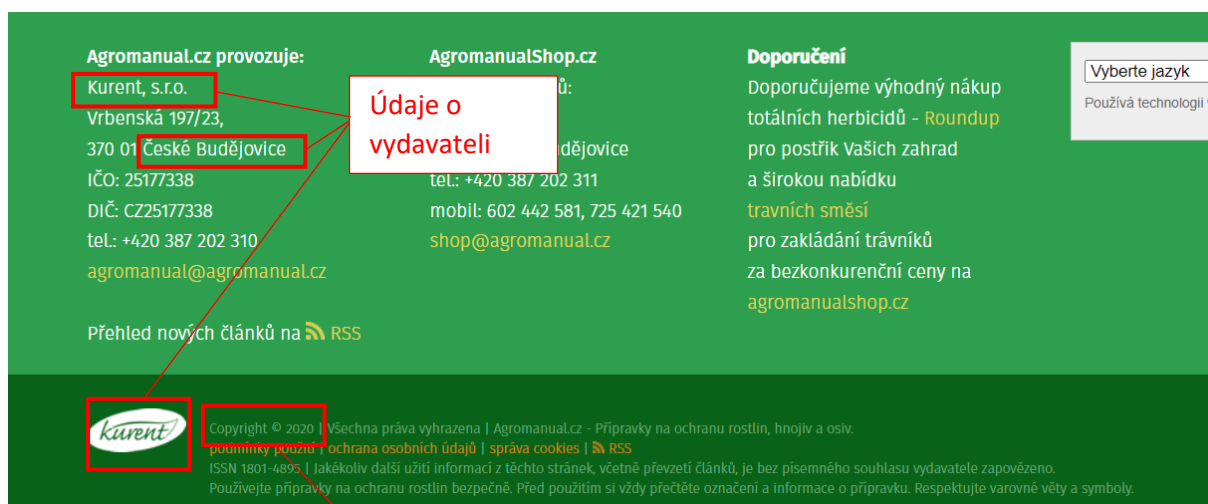 Agromanual.cz provozuje:
Kurent, s.r.o.
Vrbenská 197/23,
370 01 České Budějovice
IČO: 25177338
DIČ: CZ25177338
tel.: +420 387 202 310
agromanual@agromanual.cz
Přehled nových článků na RSS
Údaje o
vydavateli
AgromanualShop.cz
tel.: +420 387 202 311
mobil: 602 442 581, 725 421 540
shop@agromanual.cz
Doporučení
Doporučujeme výhodný nákup
totálních herbicidů - Roundup
pro postřik Vašich zahrad
a širokou nabídku
travních směsí
pro zakládání trávníků
za bezkonkurenční ceny na
agromanualshop.cz
Vyberte jazyk
Používá technologii
kurent
Copyright © 2020 | Všechna práva vyhrazena | Agromanual.cz - Přípravky na ochranu rostlin, hnojiv a osiv.
podmínky použití | ochrana osobních údajů | správa cookies | RSS
ISSN 1801-4895 | Jakékoliv další užití informací z těchto stránek, včetně převzetí článků, je bez písemného souhlasu vydavatele zapovězeno.
Používejte přípravky na ochranu rostlin bezpečně. Před použitím si vždy přečtěte označení a informace o přípravku. Respektujte varovné věty a symboly.